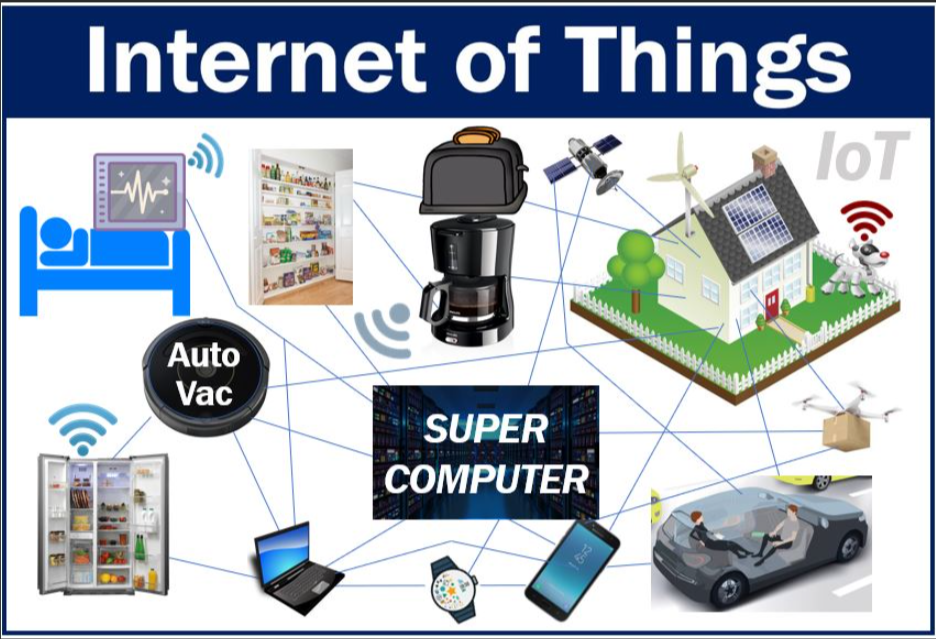 Internet of Things
IoT
Auto
Vac
SUPER
COMPUTER